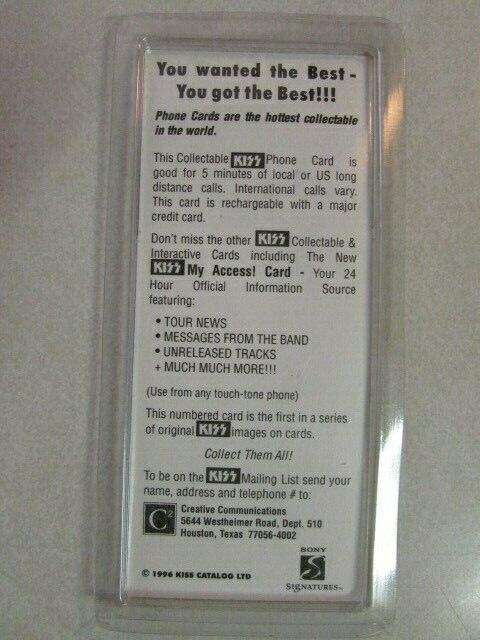 You wanted the Best -
You got the Best!!!
Phone Cards are the hottest collectable
in the world.
This Collectable KISS Phone Card is
good for 5 minutes of local or US long
distance calls. International calls vary.
This card is rechargeable with a major
credit card.
Don't miss the other KISS Collectable &
Interactive Cards including The New
KISS My Access! Card - Your 24
Hour Official Information Source
featuring:
• TOUR NEWS
• MESSAGES FROM THE BAND
• UNRELEASED TRACKS
+ MUCH MUCH MORE!!!
(Use from any touch-tone phone)
This numbered card is the first in a series
of original KISS images on cards.
Collect Them All!
To be on the KISS Mailing List send your
name, address and telephone # to:
C2 Creative Communications
5644 Westheimer Road, Dept. 510
Houston, Texas 77056-4002
© 1996 KISS CATALOG LTD
SONY
S
SIGNATURES™